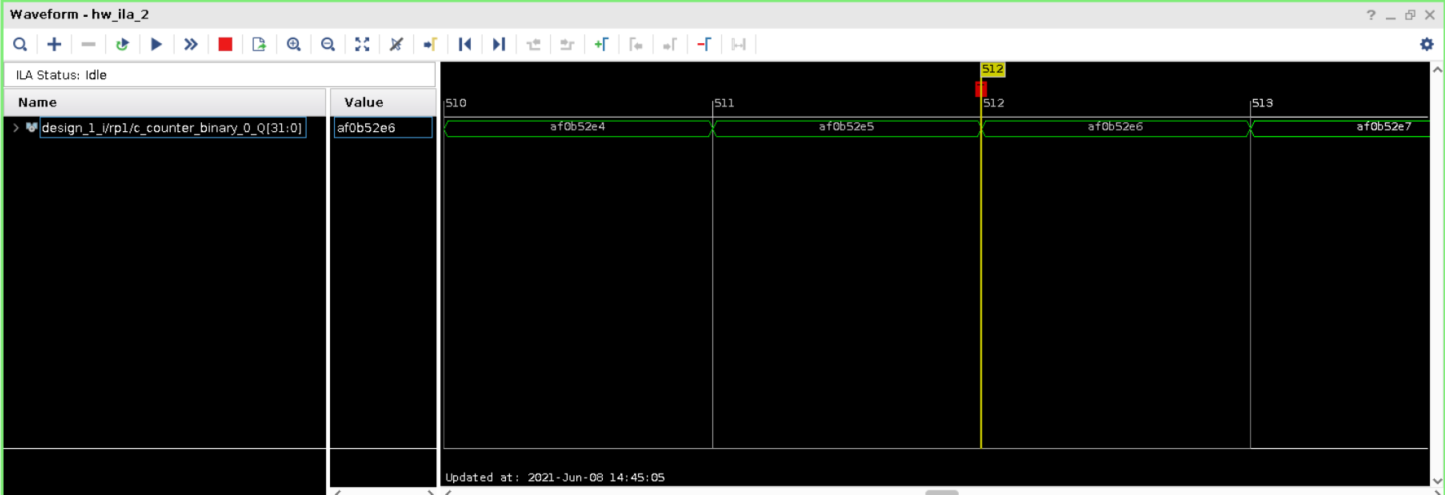 Waveform - hw_ila_2
ILA Status: Idle
Name Value
design_1_i/rp1/c_counter_binary_0_Q[31:0] af0b52e6
512
510 511 512 513
af0b52e4 af0b52e5 af0b52e6 af0b52e7
Updated at: 2021-Jun-08 14:45:05